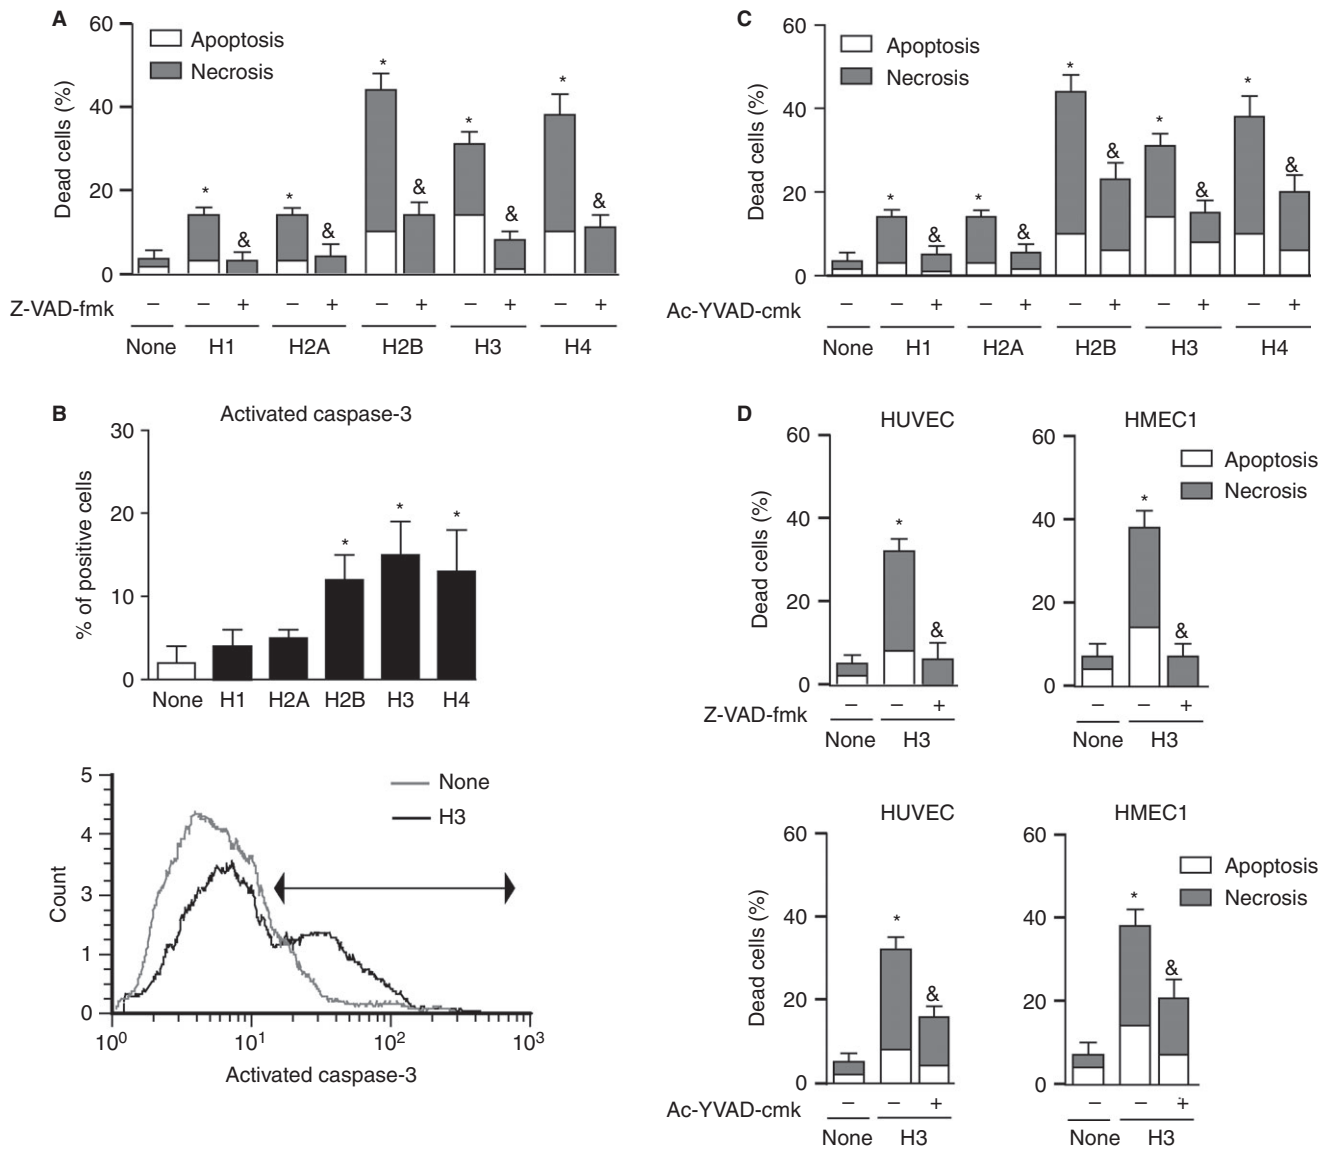 A
60
40
20
0
Dead cells (%)
Apoptosis
Necrosis
* * * * *
& & & & &
Z-VAD-fmk − − + − + − + − + − +
None H1 H2A H2B H3 H4
C
60
40
20
0
Dead cells (%)
Apoptosis
Necrosis
* * * * *
& & & & &
Ac-YVAD-cmk − − + − + − + − + − +
None H1 H2A H2B H3 H4
B
Activated caspase-3
30
20
10
0
% of positive cells
* * *
None H1 H2A H2B H3 H4
5
4
3
1
0
Count
None
H3
10⁰ 10¹ 10² 10³
Activated caspase-3
D
HUVEC
60
40
20
0
Dead cells (%)
*
&
Z-VAD-fmk − − +
None H3
HMEC1
60
40
20
0
Apoptosis
Necrosis
*
&
− − +
None H3
HUVEC
60
40
20
0
Dead cells (%)
*
&
Ac-YVAD-cmk − − +
None H3
HMEC1
60
40
20
0
Apoptosis
Necrosis
*
&
− − +
None H3